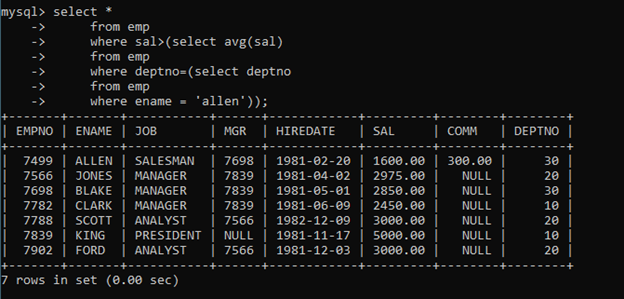 mysql> select *
    ->      from emp
    ->      where sal>(select avg(sal)
    ->      from emp
    ->      where deptno=(select deptno
    ->      from emp
    ->      where ename = 'allen'));
+-------+-------+-----------+------+------------+---------+--------+--------+
| EMPNO | ENAME | JOB       | MGR  | HIREDATE   | SAL     | COMM   | DEPTNO |
+-------+-------+-----------+------+------------+---------+--------+--------+
|  7499 | ALLEN | SALESMAN  | 7698 | 1981-02-20 | 1600.00 | 300.00 |     30 |
|  7566 | JONES | MANAGER   | 7839 | 1981-04-02 | 2975.00 |   NULL |     20 |
|  7698 | BLAKE | MANAGER   | 7839 | 1981-05-01 | 2850.00 |   NULL |     30 |
|  7782 | CLARK | MANAGER   | 7839 | 1981-06-09 | 2450.00 |   NULL |     10 |
|  7788 | SCOTT | ANALYST   | 7566 | 1982-12-09 | 3000.00 |   NULL |     20 |
|  7839 | KING  | PRESIDENT | NULL | 1981-11-17 | 5000.00 |   NULL |     10 |
|  7902 | FORD  | ANALYST   | 7566 | 1981-12-03 | 3000.00 |   NULL |     20 |
+-------+-------+-----------+------+------------+---------+--------+--------+
7 rows in set (0.00 sec)